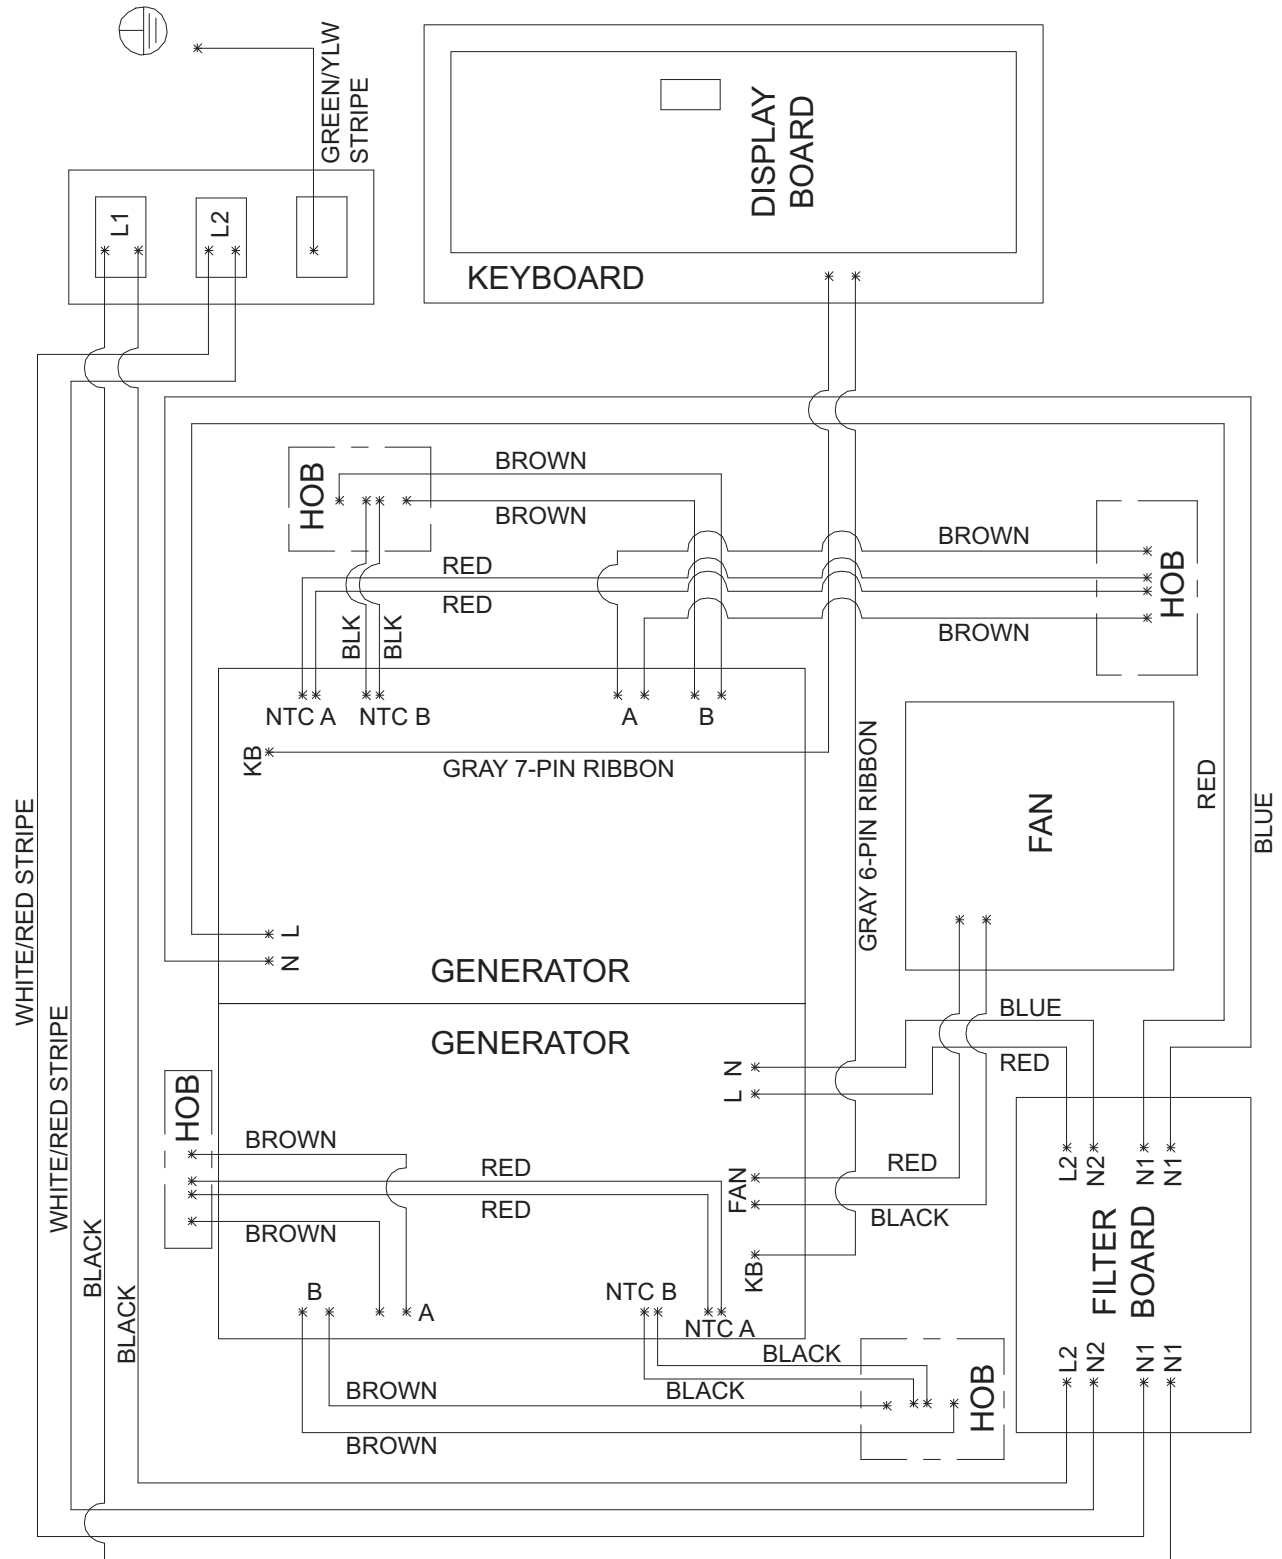 GREEN/YLW
STRIPE
L1
L2
DISPLAY
BOARD
KEYBOARD
HOB
BROWN
BROWN
RED
RED
BLK
BLK
BROWN
HOB
BROWN
NTC A
NTC B
A
B
KB
GRAY 7-PIN RIBBON
GRAY 6-PIN RIBBON
FAN
RED
BLUE
WHITE/RED STRIPE
WHITE/RED STRIPE
BLACK
BLACK
L
N
GENERATOR
GENERATOR
N
L
BLUE
RED
HOB
BROWN
RED
RED
BROWN
FAN
RED
BLACK
KB
B
A
NTC B
NTC A
BLACK
BLACK
BROWN
BROWN
HOB
L2
N2
N1
N1
FILTER
BOARD
L2
N2
N1
N1